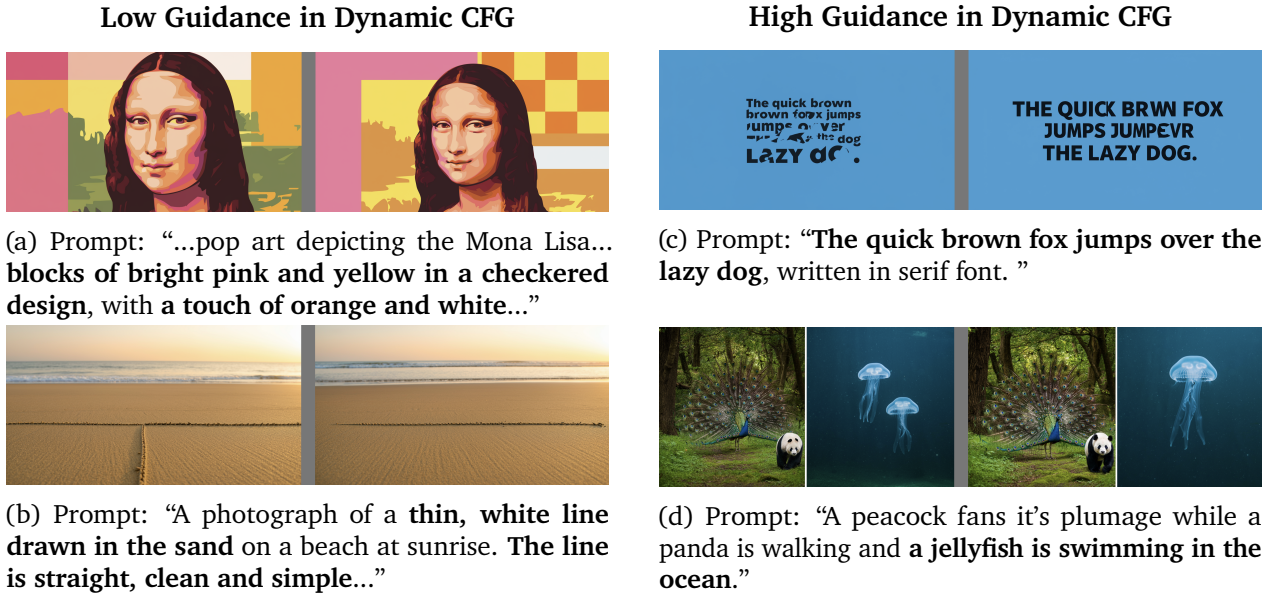 Low Guidance in Dynamic CFG
(a) Prompt: “...pop art depicting the Mona Lisa...
blocks of bright pink and yellow in a checkered
design, with a touch of orange and white...”
(b) Prompt: “A photograph of a thin, white line
drawn in the sand on a beach at sunrise. The line
is straight, clean and simple...”
High Guidance in Dynamic CFG
The quick brown
brown foxx jumps
the dog
LAZY
THE QUICK BRWN FOX
JUMPS JUMPEVR
THE LAZY DOG.
(c) Prompt: “The quick brown fox jumps over the
lazy dog, written in serif font. ”
(d) Prompt: “A peacock fans it’s plumage while a
panda is walking and a jellyfish is swimming in the
ocean.”